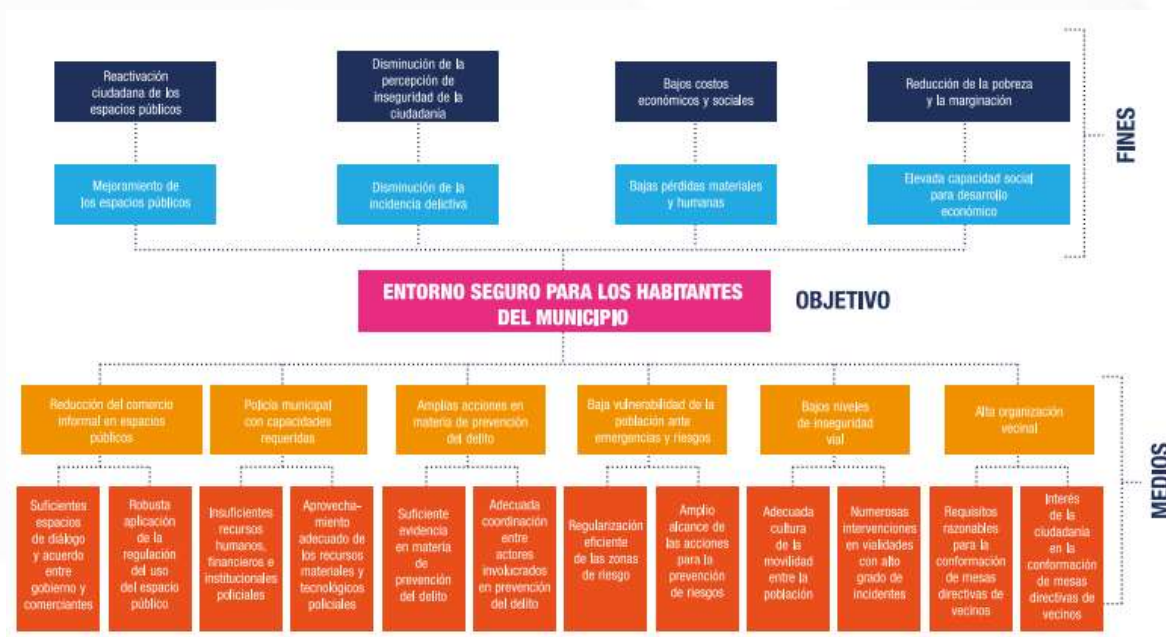 Reactivación
ciudadana de los
espacios públicos
Disminución de la
percepción de
inseguridad de la
ciudadanía
Bajos costos
económicos y sociales
Reducción de la pobreza
y la marginación
FINES
Mejoramiento de
los espacios públicos
Disminución de la
incidencia delictiva
Bajas pérdidas materiales
y humanas
Elevada capacidad social
para desarrollo
económico
ENTORNO SEGURO PARA LOS HABITANTES
DEL MUNICIPIO
OBJETIVO
Reducción del comercio
informal en espacios
públicos
Policía municipal
con capacidades
requeridas
Amplias acciones en
materia de prevención
del delito
Baja vulnerabilidad de la
población ante
emergencias y riesgos
Bajos niveles
de inseguridad
vial
Alta organización
vecinal
MEDIOS
Suficientes
espacios
de diálogo
y acuerdo
entre
gobierno y
comerciantes
Robusta
aplicación
de la
regulación
del uso
del espacio
público
Insuficientes
recursos
humanos,
financieros e
institucionales
policiales
Aprovecha-
miento
adecuado de
los recursos
materiales y
tecnológicos
policiales
Suficiente
evidencia
en materia
de
prevención
del delito
Adecuada
coordinación
entre
actores
involucrados
en prevención
del delito
Regularización
eficiente
de las zonas
de riesgo
Amplio
alcance de
las acciones
para la
prevención
de riesgos
Adecuada
cultura
de la
movilidad
entre la
población
Numerosas
intervenciones
en vialidades
con alto
grado de
incidentes
Requisitos
razonables
para la
conformación
de mesas
directivas de
vecinos
Interés
de la
ciudadanía
en la
conformación
de mesas
directivas de
vecinos